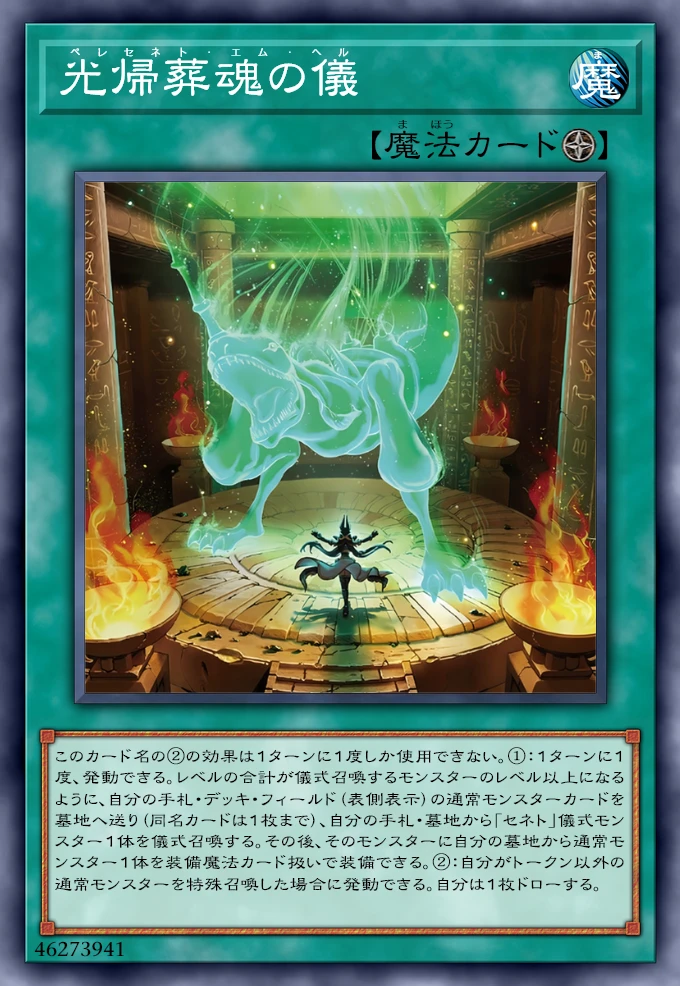 ペレセネト・エム・ヘル
光帰葬魂の儀
ま
魔
ま ほう
【魔法カード】
このカード名の②の効果は1ターンに1度しか使用できない。①:1ターンに1
度、発動できる。レベルの合計が儀式召喚するモンスターのレベル以上になる
ように、自分の手札・デッキ・フィールド(表側表示)の通常モンスターカードを
墓地へ送り(同名カードは1枚まで)、自分の手札・墓地から「セネト」儀式モン
スター1体を儀式召喚する。その後、そのモンスターに自分の墓地から通常モ
ンスター1体を装備魔法カード扱いで装備できる。②:自分がトークン以外の
通常モンスターを特殊召喚した場合に発動できる。自分は1枚ドローする。
46273941